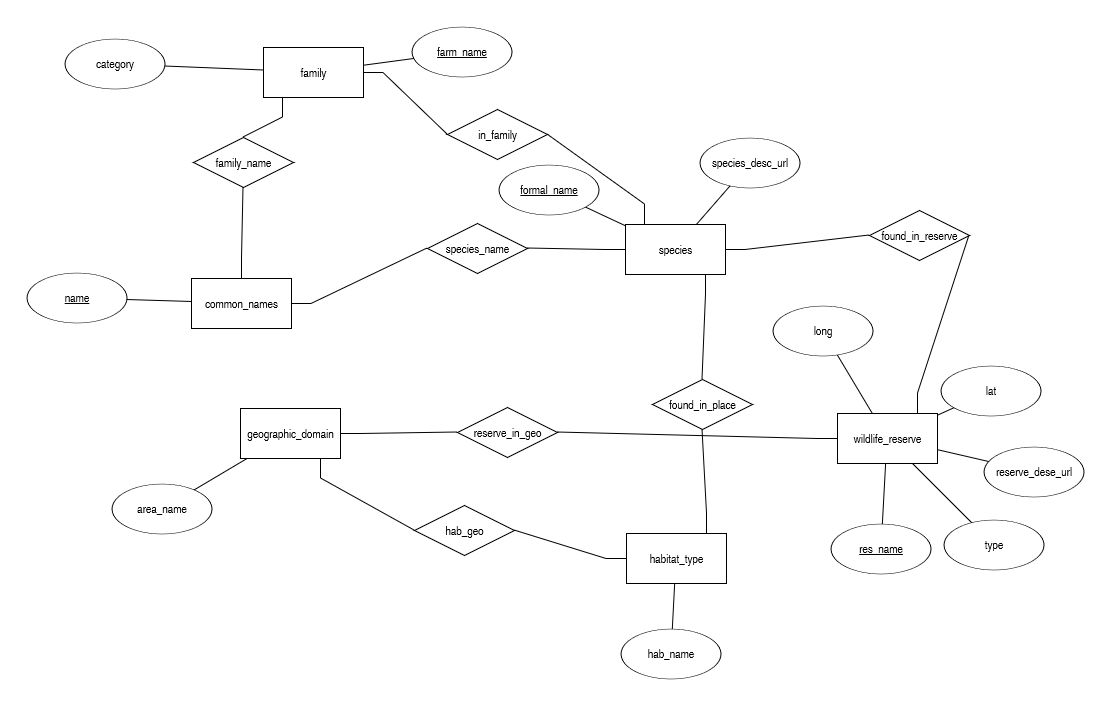 farm_name
category
family
in_family
family_name
species_desc_url
formal_name
found_in_reserve
species_name
species
name
common_names
long
lat
found_in_place
geographic_domain
reserve_in_geo
wildlife_reserve
reserve_dese_url
area_name
hab_geo
res_name
type
habitat_type
hab_name